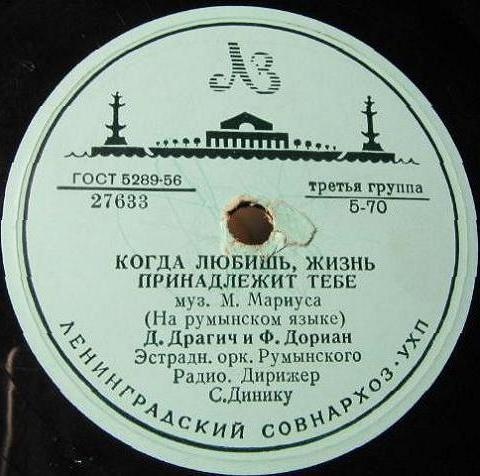 ЛЗ
ГОСТ 5289-56
27633
третья группа
5-70
КОГДА ЛЮБИШЬ, ЖИЗНЬ
ПРИНАДЛЕЖИТ ТЕБЕ
муз. М. Мариуса
(На румынском языке)
Д. Драгич и Ф. Дориан
Эстрадн. орк. Румынского
Радио. Дирижер
С.Динику
ЛЕНИНГРАДСКИЙ СОВНАРХОЗ·УХП